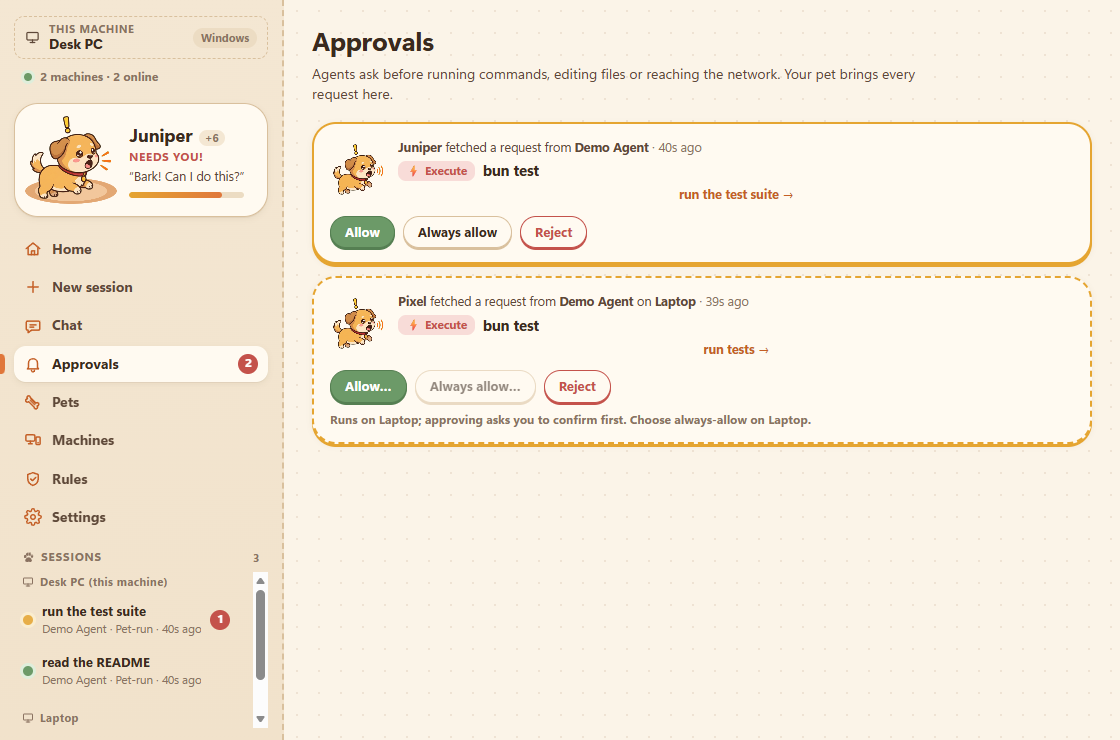 THIS MACHINE
Desk PC
Windows
2 machines · 2 online
Juniper +6
NEEDS YOU!
“Bark! Can I do this?”
Home
New session
Chat
Approvals 2
Pets
Machines
Rules
Settings
SESSIONS 3
Desk PC (this machine)
run the test suite
Demo Agent · Pet-run · 40s ago
1
read the README
Demo Agent · Pet-run · 40s ago
Laptop
Approvals
Agents ask before running commands, editing files or reaching the network. Your pet brings every
request here.
Juniper fetched a request from Demo Agent · 40s ago
Execute bun test
run the test suite →
Allow Always allow Reject
Pixel fetched a request from Demo Agent on Laptop · 39s ago
Execute bun test
run tests →
Allow... Always allow... Reject
Runs on Laptop; approving asks you to confirm first. Choose always-allow on Laptop.